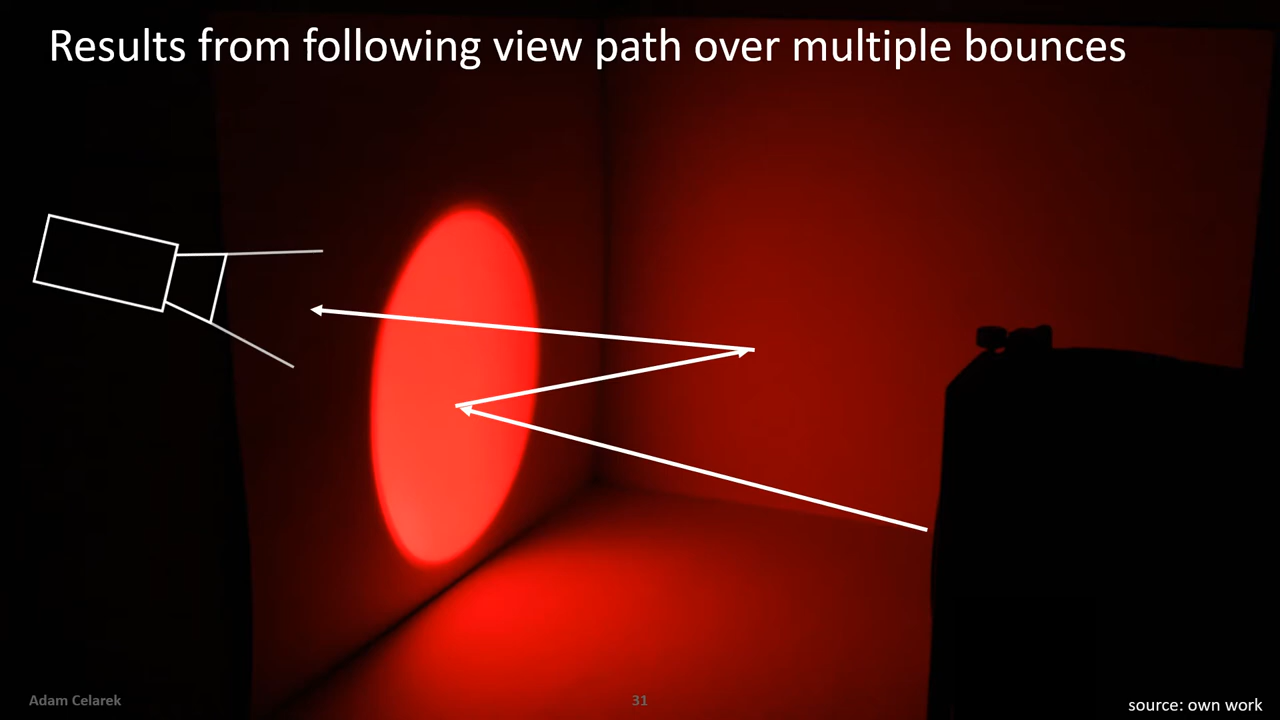 Results from following view path over multiple bounces
Adam Celarek
31
source: own work